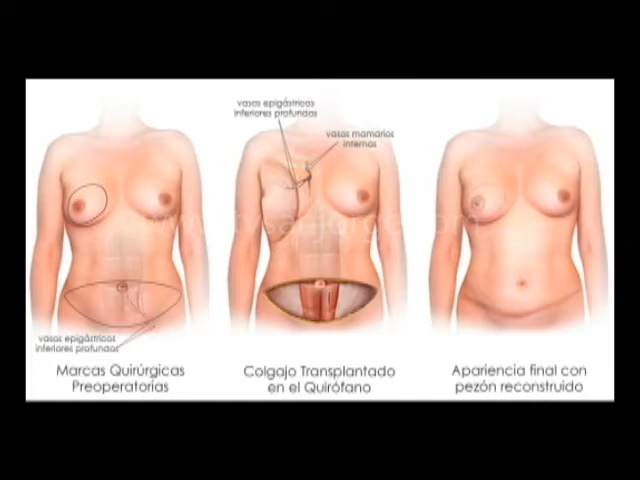 vasos epigástricos
inferiores profundos
vasos mamarios
internos
vasos epigástricos
inferiores profundos
Marcas Quirúrgicas
Preoperatorias
Colgajo Transplantado
en el Quirófano
Apariencia final con
pezón reconstruido